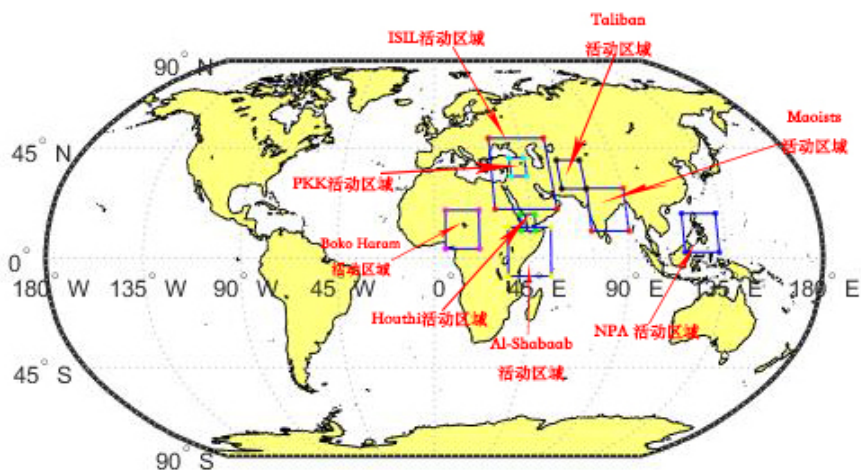 Taliban
活动区域
ISIL活动区域
90° N
Maoists
活动区域
45° N
PKK活动区域
Boko Haram
活动区域
0°
180° W
135° W
90° W
45° W
0°
45° E
90° E
135° E
180° E
Houthi活动区域
NPA 活动区域
Al-Shabaab
活动区域
45° S
90° S